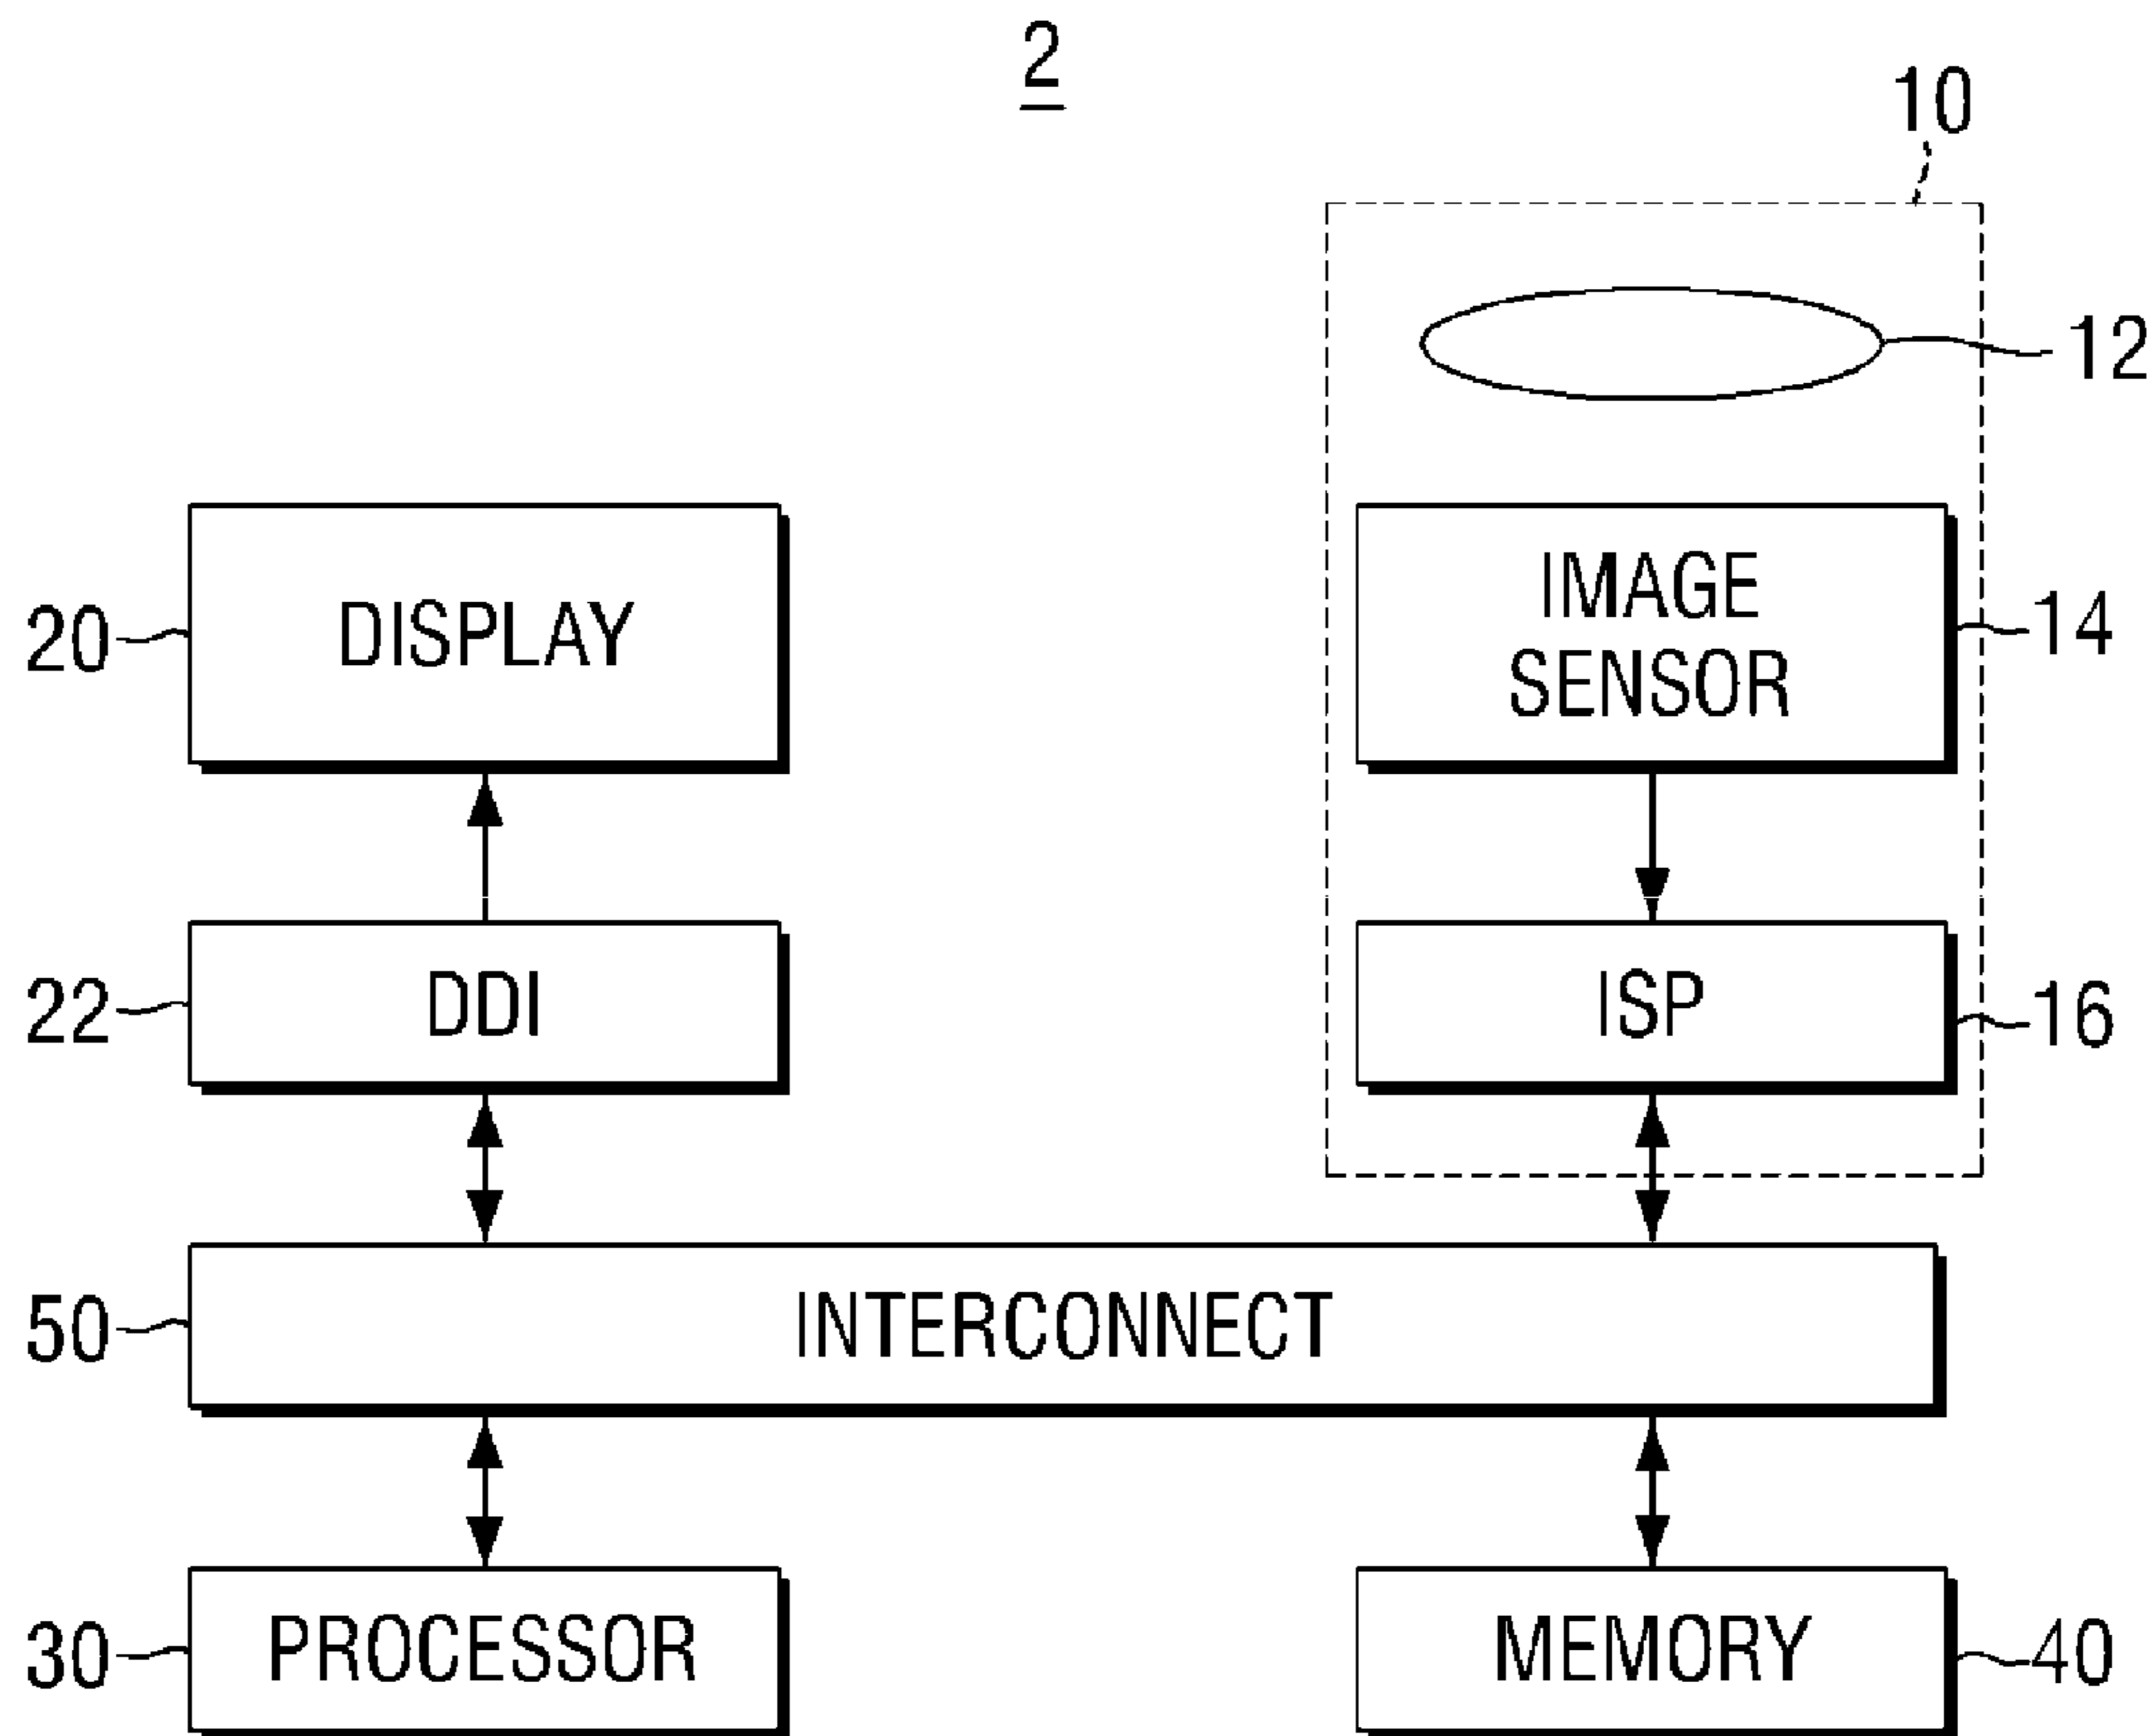 2
10
12
20
DISPLAY
IMAGE
SENSOR
14
22
DDI
ISP
16
50
INTERCONNECT
30
PROCESSOR
MEMORY
40